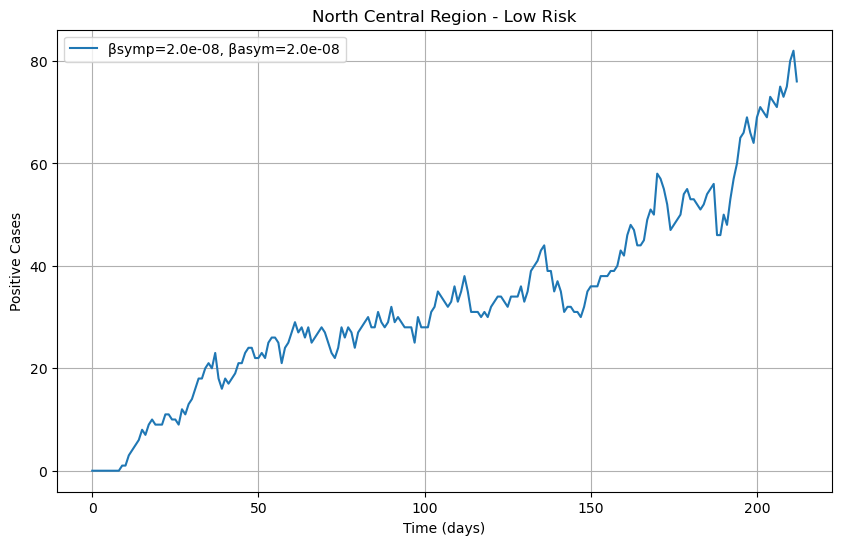 North Central Region - Low Risk
βsymp=2.0e-08, βasym=2.0e-08
Positive Cases
80
60
40
20
0
0 50 100 150 200
Time (days)